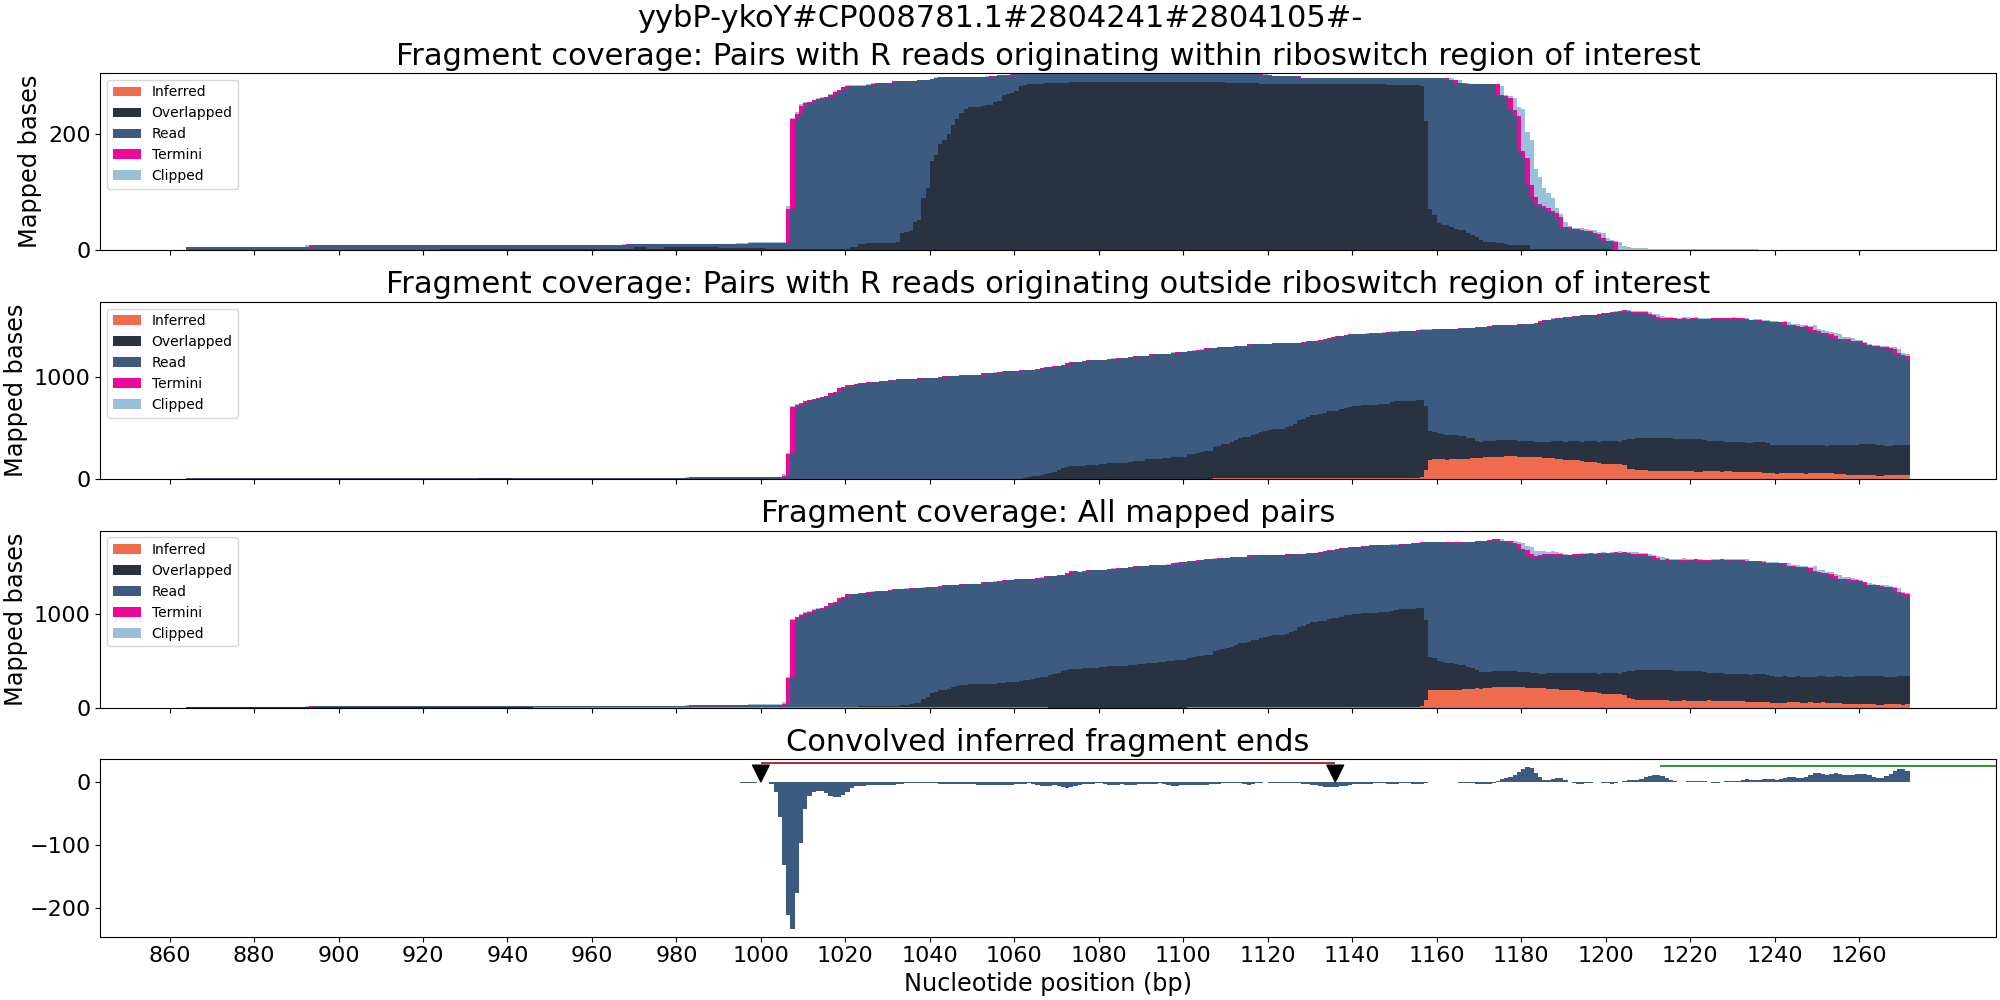 yybP-ykoY#CP008781.1#2804241#2804105#-
Fragment coverage: Pairs with R reads originating within riboswitch region of interest
Mapped bases
200
0
Inferred
Overlapped
Read
Termini
Clipped
Fragment coverage: Pairs with R reads originating outside riboswitch region of interest
Mapped bases
1000
0
Inferred
Overlapped
Read
Termini
Clipped
Fragment coverage: All mapped pairs
Mapped bases
1000
0
Inferred
Overlapped
Read
Termini
Clipped
Convolved inferred fragment ends
0
−100
−200
860 880 900 920 940 960 980 1000 1020 1040 1060 1080 1100 1120 1140 1160 1180 1200 1220 1240 1260
Nucleotide position (bp)